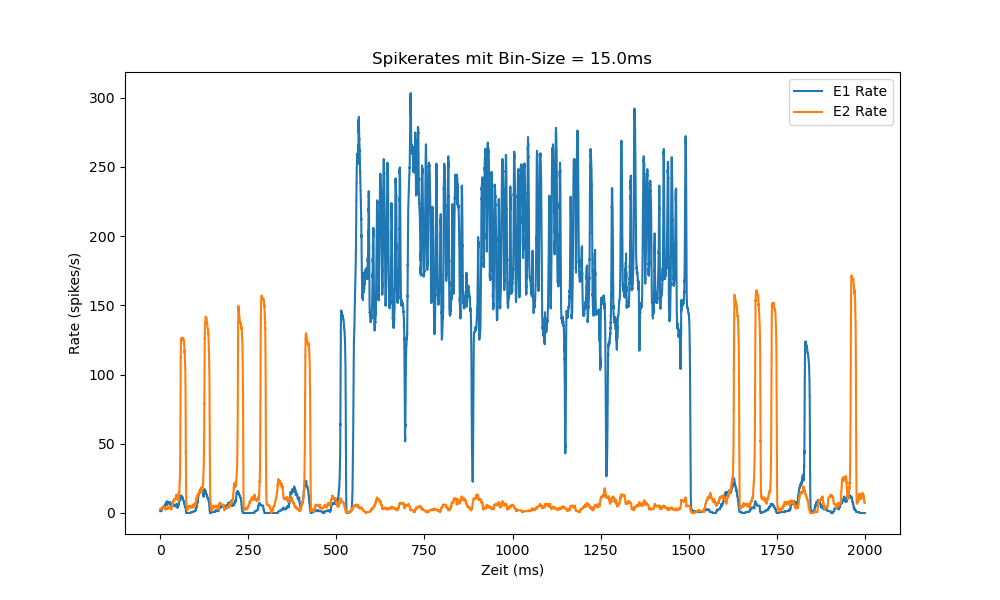 Spikerates mit Bin-Size = 15.0ms
E1 Rate
E2 Rate
300
250
200
150
100
50
0
Rate (spikes/s)
0 250 500 750 1000 1250 1500 1750 2000
Zeit (ms)